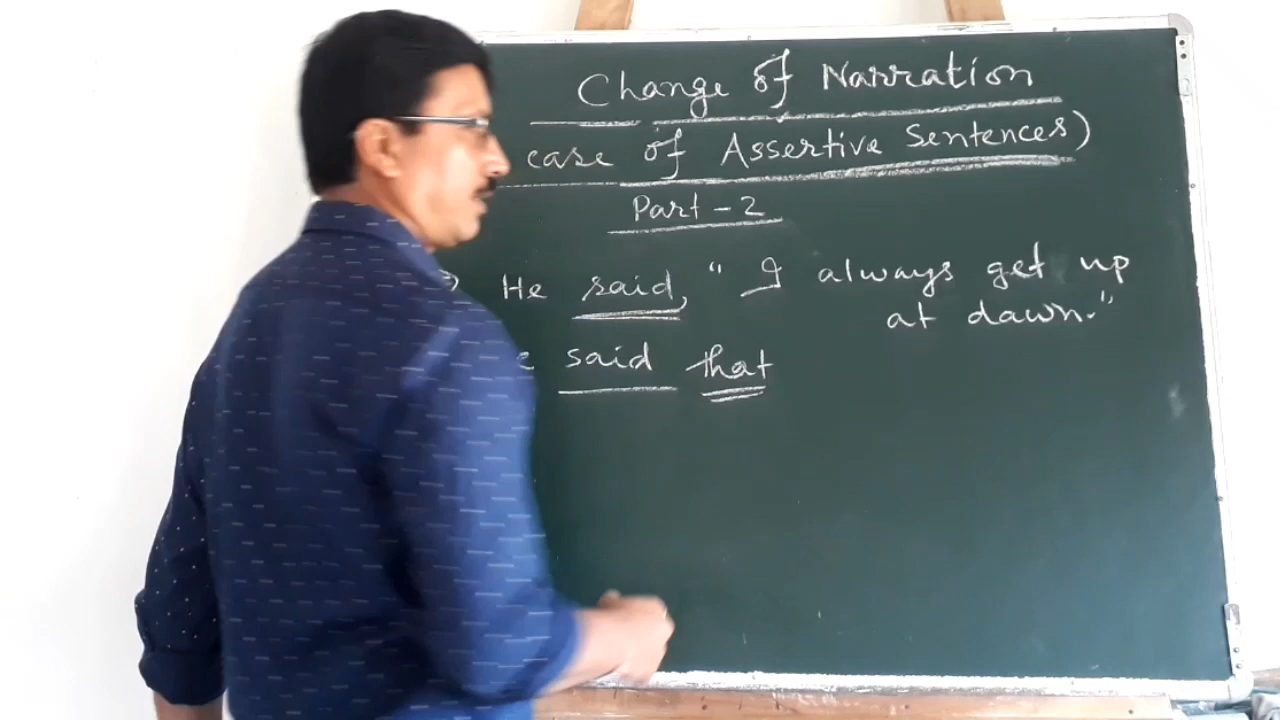 Change of Narration
case of Assertive Sentences)
Part - 2
He said, " I always get up
at dawn."
said that